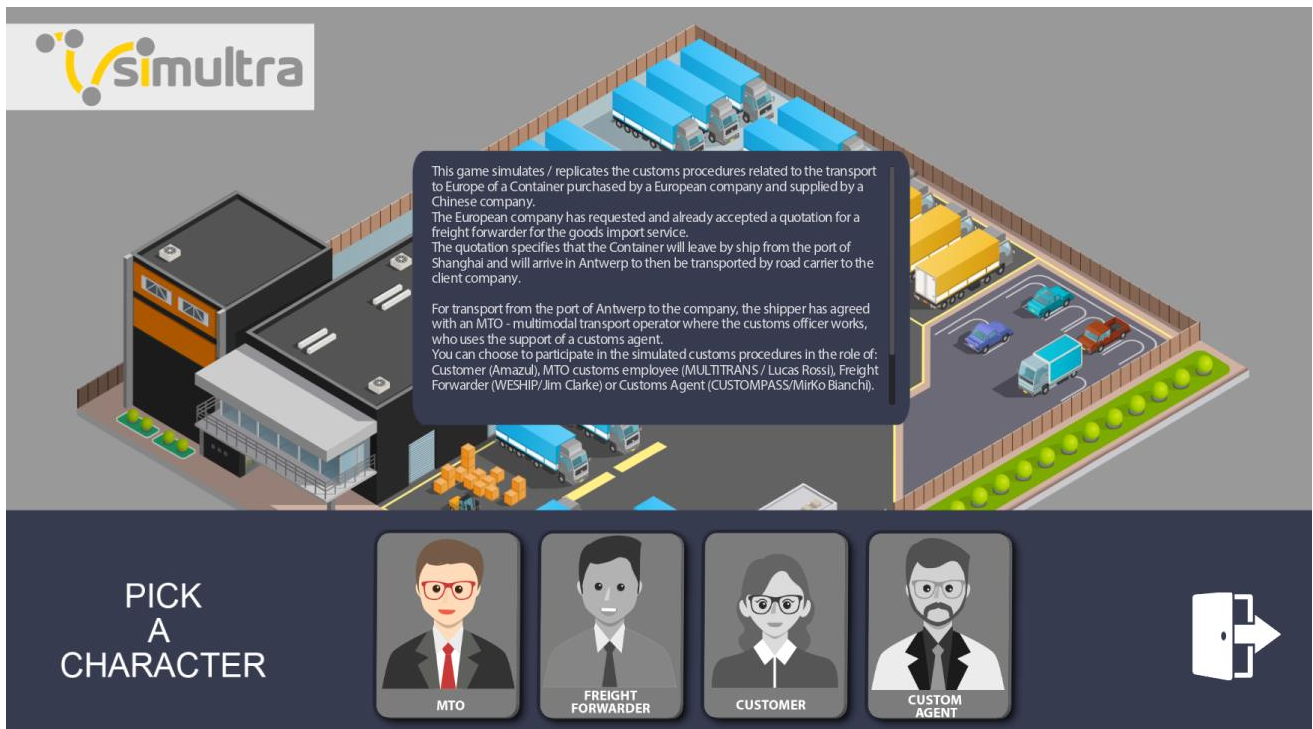 simultra
This game simulates / replicates the customs procedures related to the transport
to Europe of a Container purchased by a European company and supplied by a
Chinese company.
The European company has requested and already accepted a quotation for a
freight forwarder for the goods import service.
The quotation specifies that the Container will leave by ship from the port of
Shanghai and will arrive in Antwerp to then be transported by road carrier to the
client company.
For transport from the port of Antwerp to the company, the shipper has agreed
with an MTO - multimodal transport operator where the customs officer works,
who uses the support of a customs agent.
You can choose to participate in the simulated customs procedures in the role of:
Customer (Amazul), MTO customs employee (MULTITRANS / Lucas Rossi), Freight
Forwarder (WESHIP/Jim Clarke) or Customs Agent (CUSTOMPASS/MirKo Bianchi).
PICK
A
CHARACTER
MTO
FREIGHT
FORWARDER
CUSTOMER
CUSTOM
AGENT